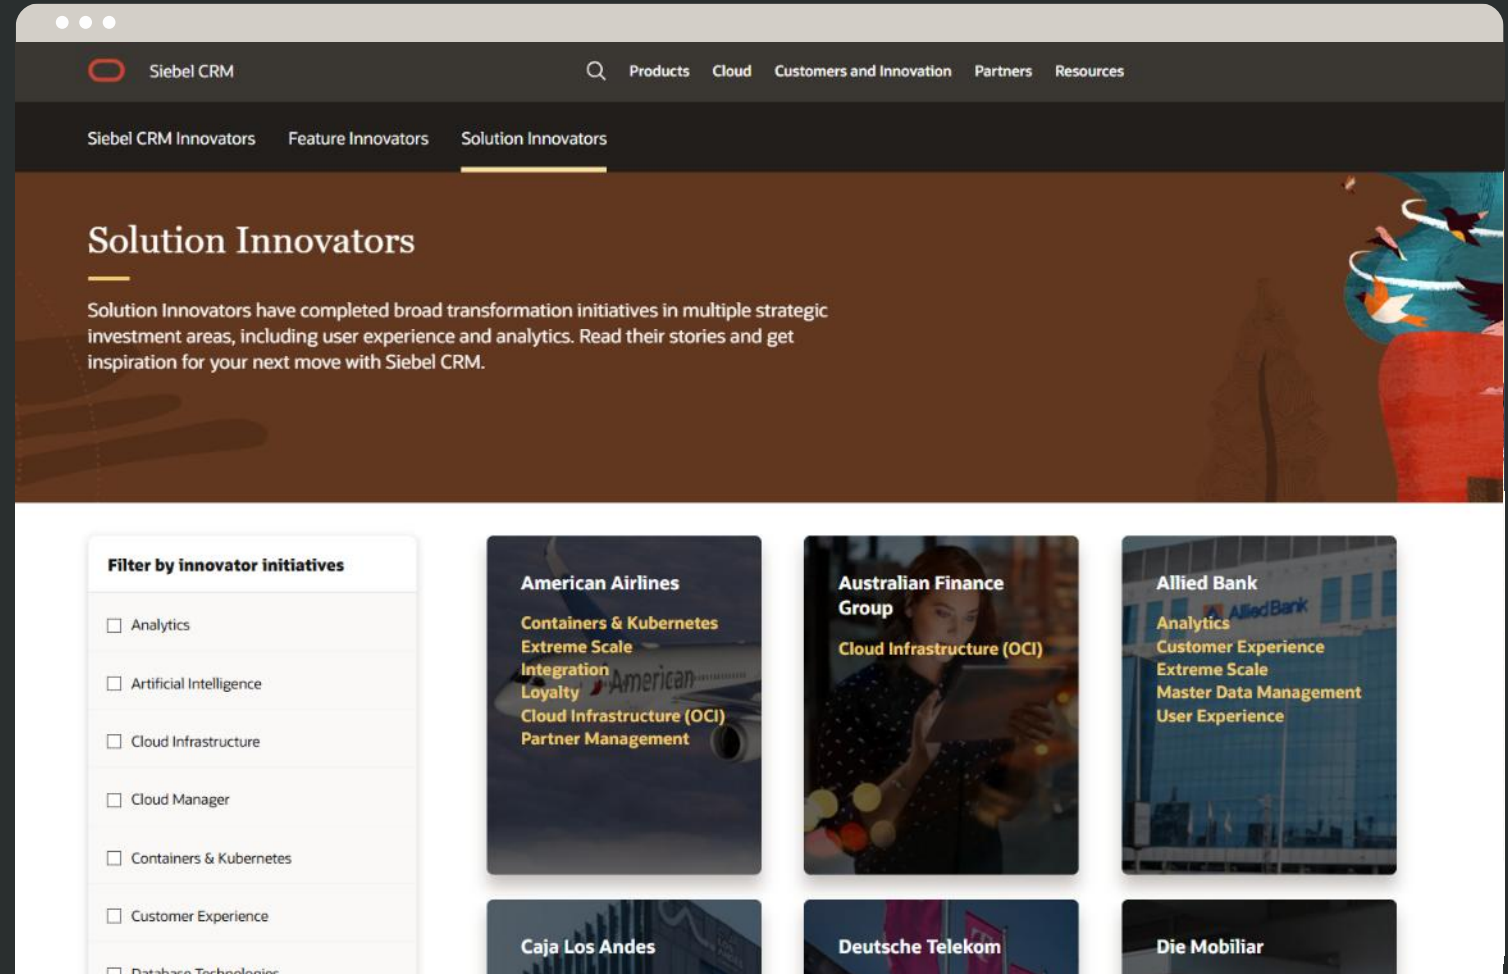 Siebel CRM
Products Cloud Customers and Innovation Partners Resources
Siebel CRM Innovators Feature Innovators Solution Innovators
Solution Innovators
Solution Innovators have completed broad transformation initiatives in multiple strategic
investment areas, including user experience and analytics. Read their stories and get
inspiration for your next move with Siebel CRM.
Filter by innovator initiatives
Analytics
Artificial Intelligence
Cloud Infrastructure
Cloud Manager
Containers & Kubernetes
Customer Experience
Database Technologies
American Airlines
Containers & Kubernetes
Extreme Scale
Integration
Loyalty
Cloud Infrastructure (OCI)
Partner Management
American
Australian Finance
Group
Cloud Infrastructure (OCI)
Allied Bank
Analytics
Customer Experience
Extreme Scale
Master Data Management
User Experience
Allied Bank
Caja Los Andes
Deutsche Telekom
Die Mobiliar